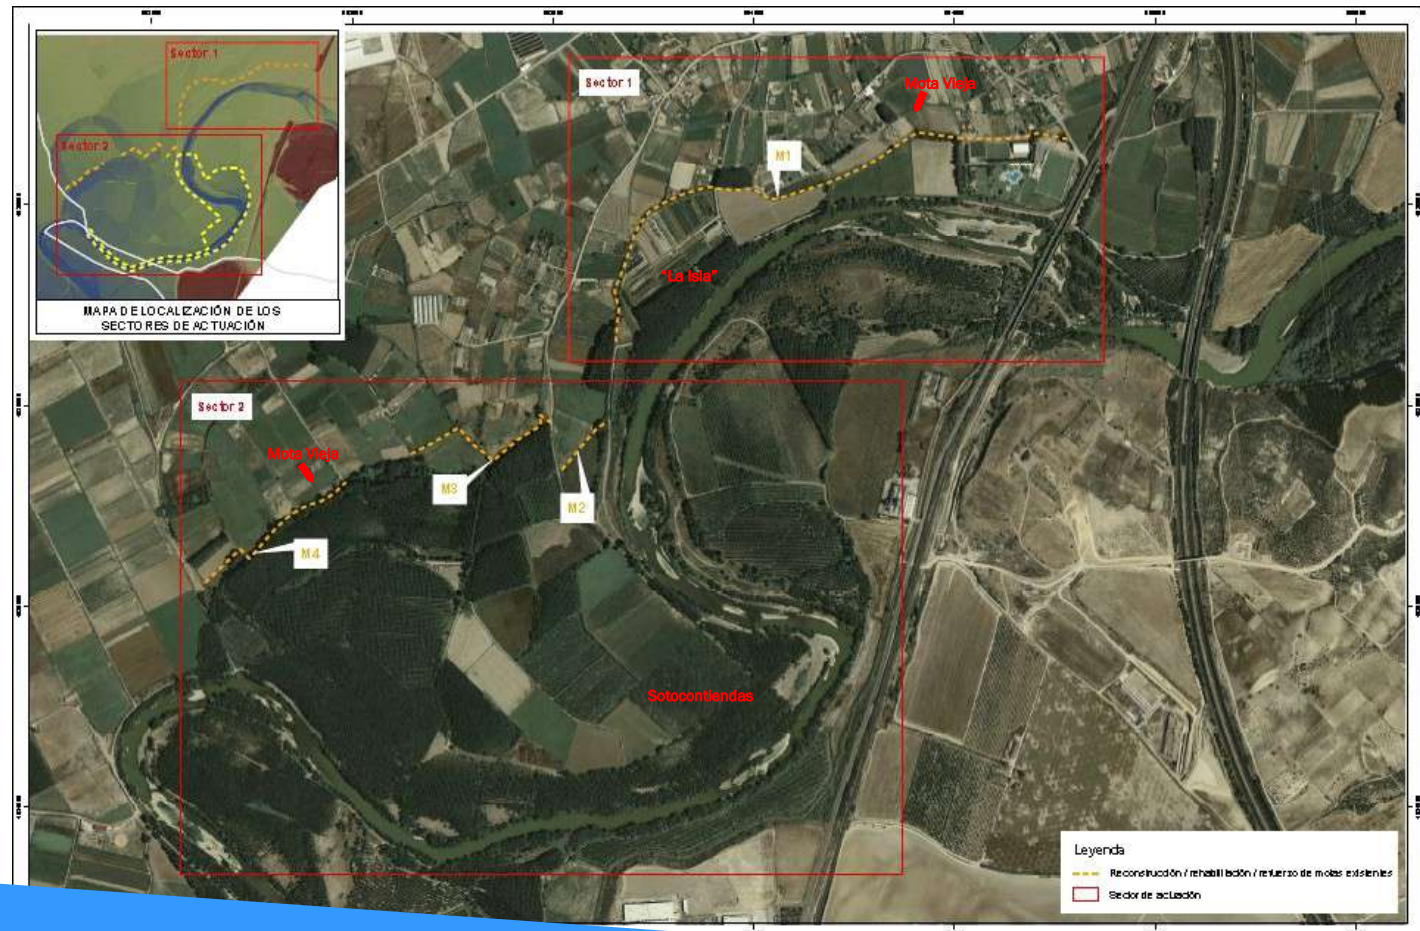 Sector 1
Sector 2
MAPA DE LOCALIZACIÓN DE LOS
SECTORES DE ACTUACIÓN
Sector 1
Mota Vieja
M1
"La Isla"
Sector 2
Mota Vieja
M3
M2
M4
Sotocontiendas
Leyenda
Reconstrucción / rehabilitación / refuerzo de motas existentes
Sector de actuación